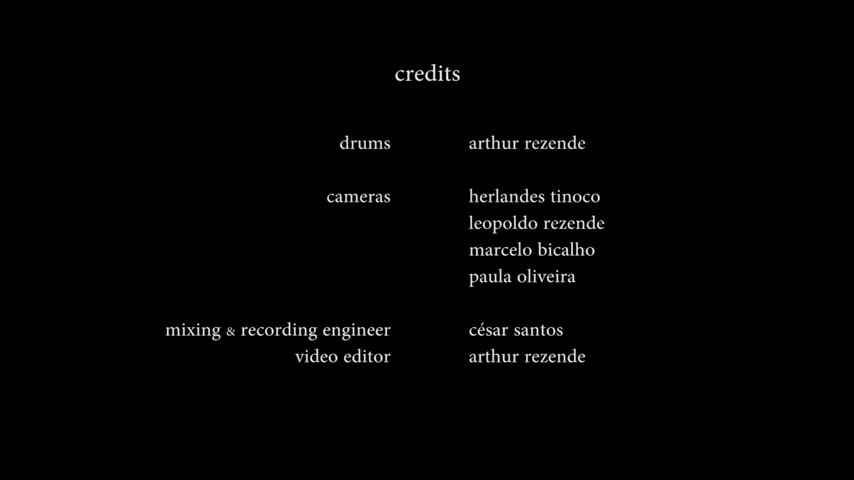 credits
drums arthur rezende
cameras herlandes tinoco
leopoldo rezende
marcelo bicalho
paula oliveira
mixing & recording engineer césar santos
video editor arthur rezende